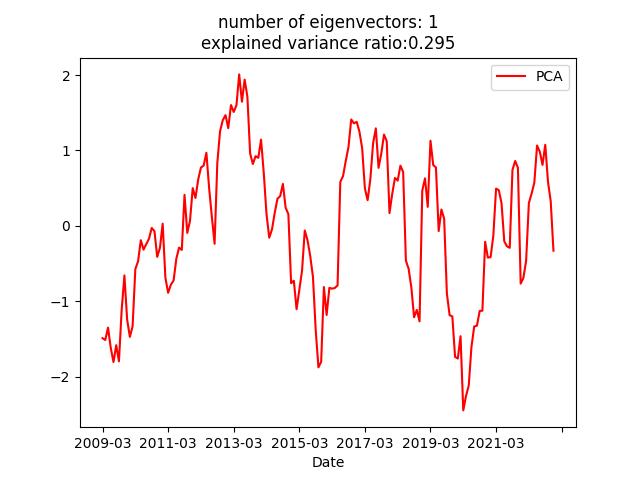 number of eigenvectors: 1
explained variance ratio:0.295
PCA
2
1
0
−1
−2
2009-03 2011-03 2013-03 2015-03 2017-03 2019-03 2021-03
Date